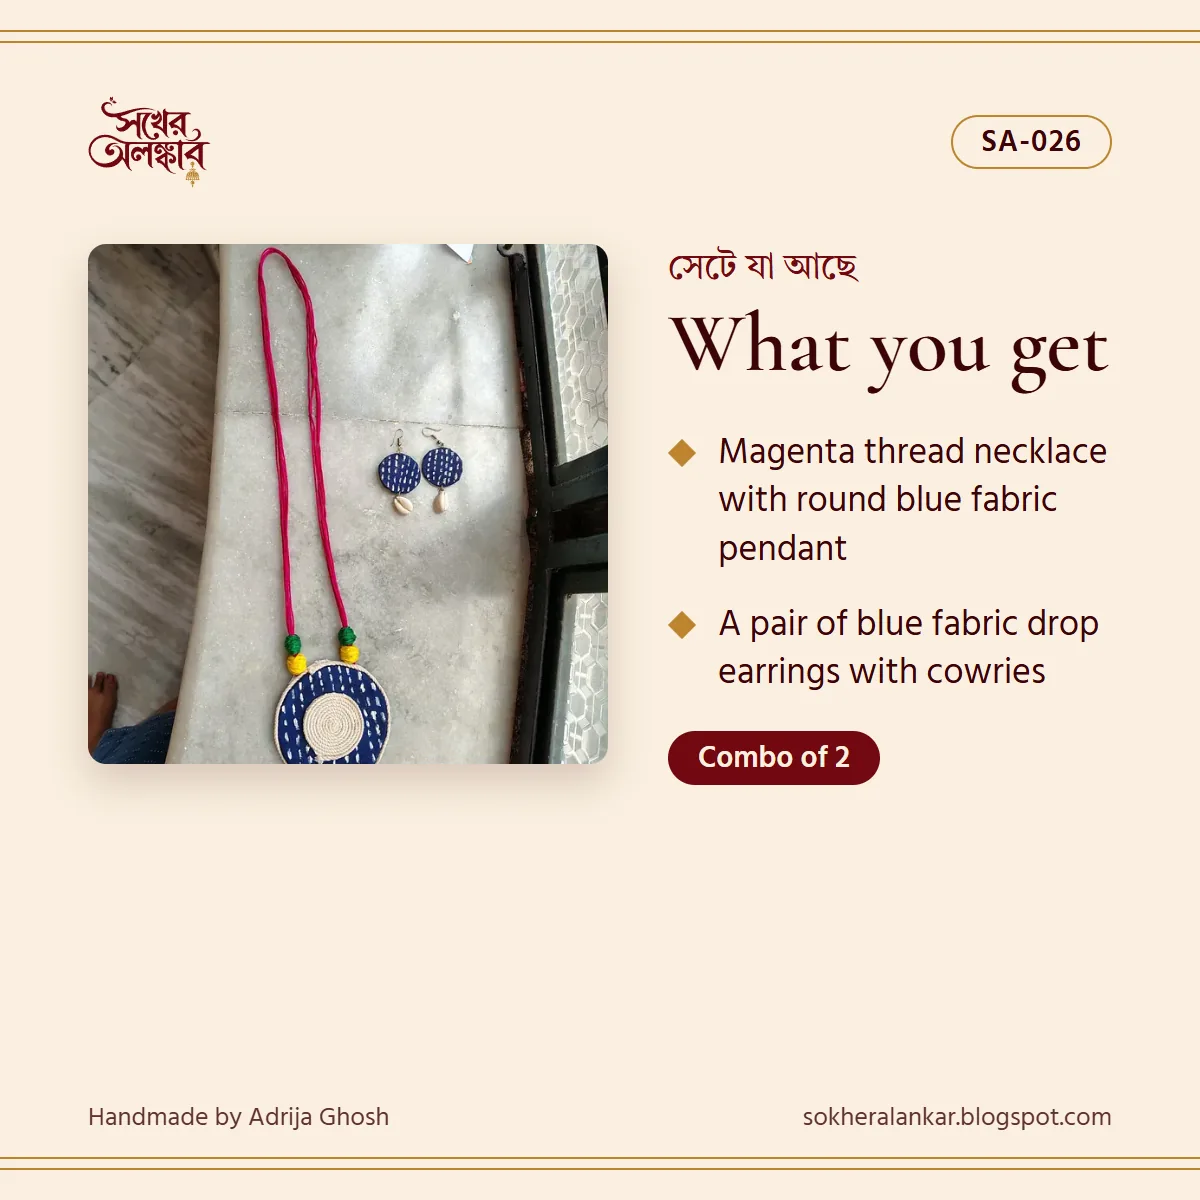 সখের
অলঙ্কার
SA-026
সেটে যা আছে
What you get
Magenta thread necklace
with round blue fabric
pendant
A pair of blue fabric drop
earrings with cowries
Combo of 2
Handmade by Adrija Ghosh
sokheralankar.blogspot.com